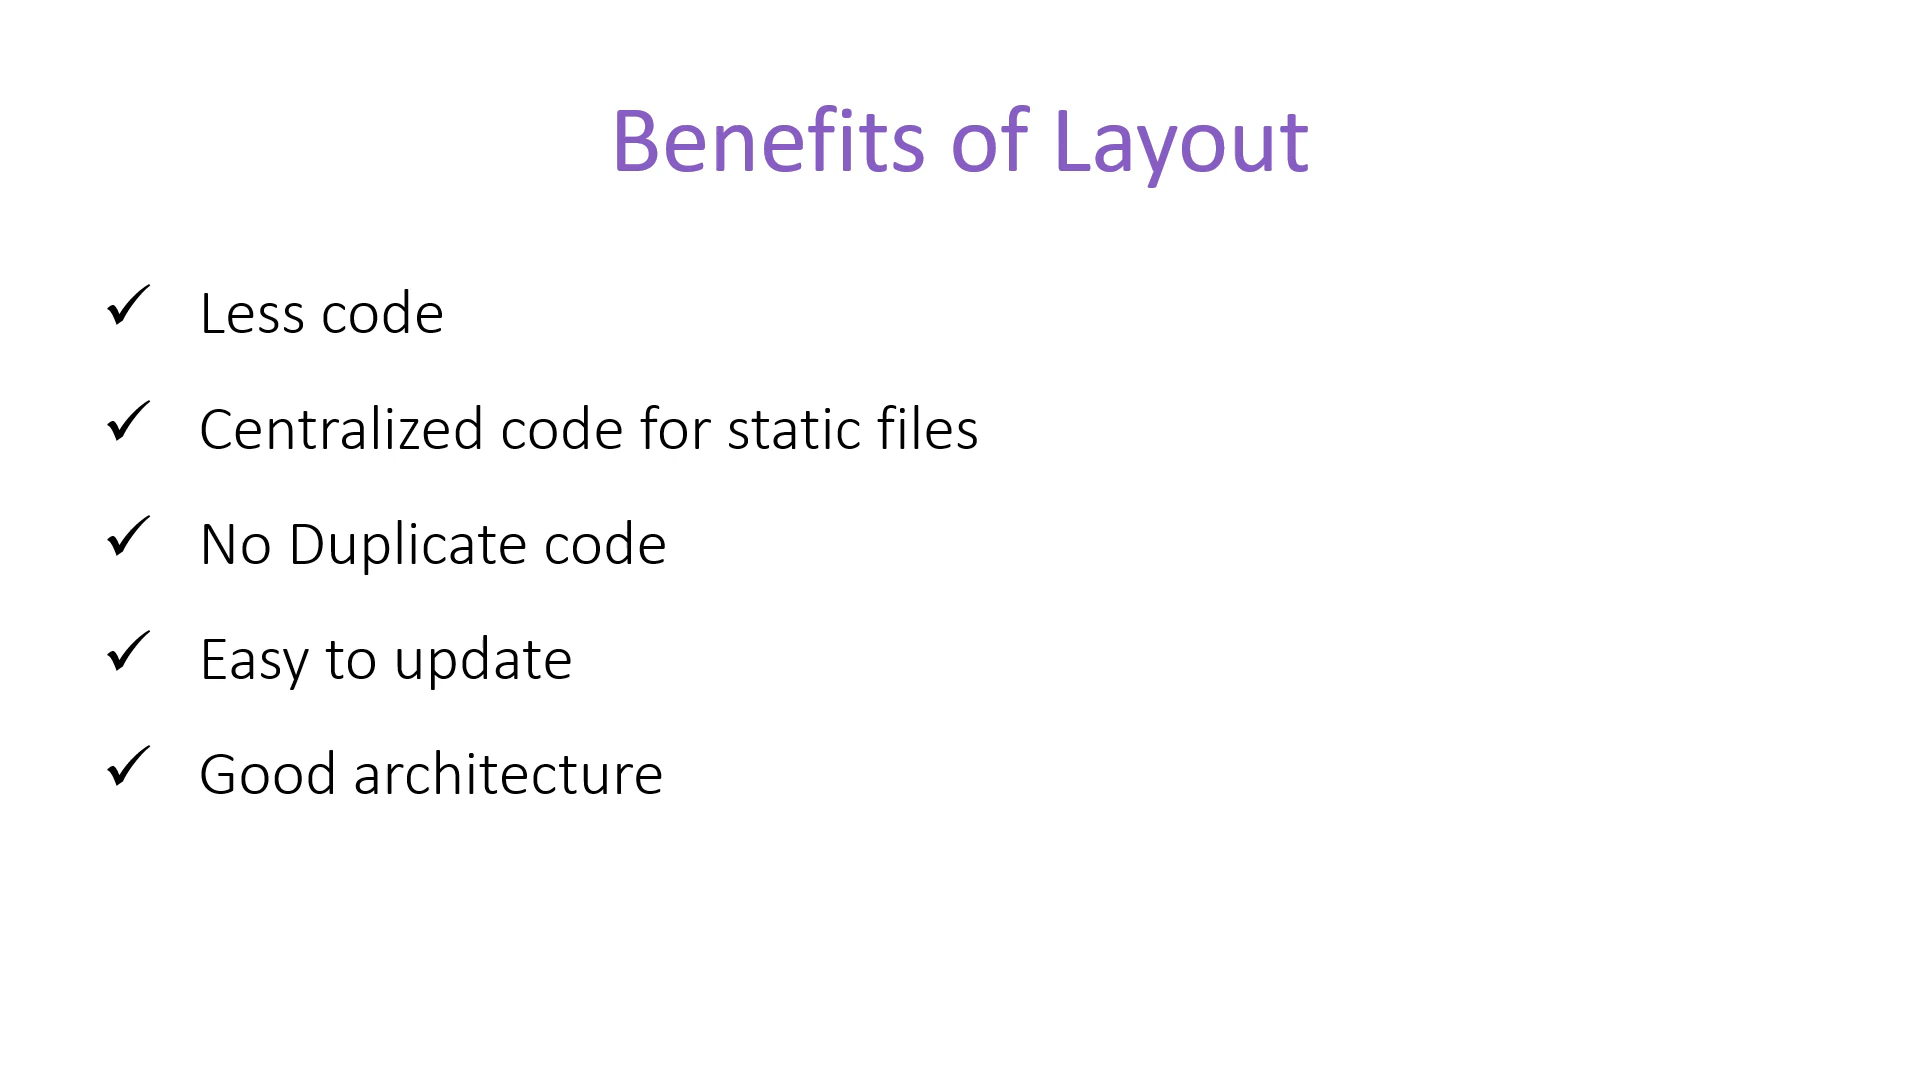 Benefits of Layout
✓ Less code
✓ Centralized code for static files
✓ No Duplicate code
✓ Easy to update
✓ Good architecture